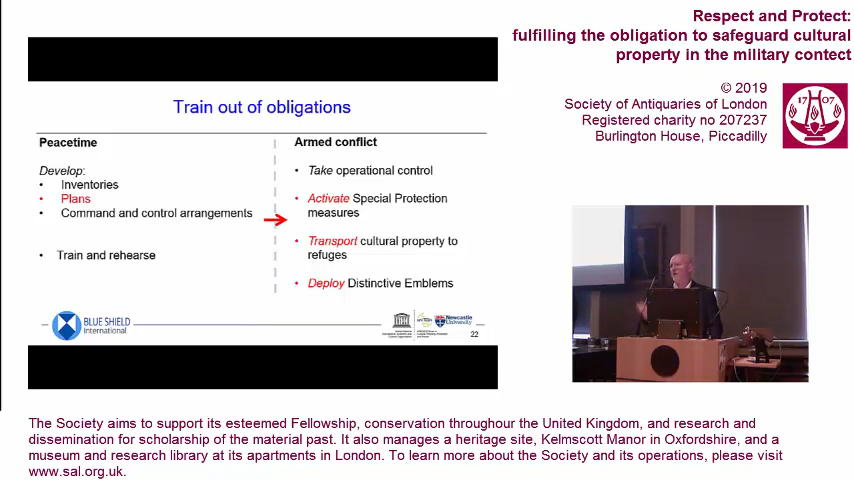 Respect and Protect:
fulfilling the obligation to safeguard cultural
property in the military contect
© 2019
Society of Antiquaries of London
Registered charity no 207237
Burlington House, Piccadilly
17 07
Train out of obligations
Peacetime
Develop:
• Inventories
• Plans
• Command and control arrangements
• Train and rehearse
Armed conflict
• Take operational control
• Activate Special Protection
measures
• Transport cultural property to
refuges
• Deploy Distinctive Emblems
BLUE SHIELD
International
Newcastle
University
22
The Society aims to support its esteemed Fellowship, conservation throughour the United Kingdom, and research and
dissemination for scholarship of the material past. It also manages a heritage site, Kelmscott Manor in Oxfordshire, and a
museum and research library at its apartments in London. To learn more about the Society and its operations, please visit
www.sal.org.uk.